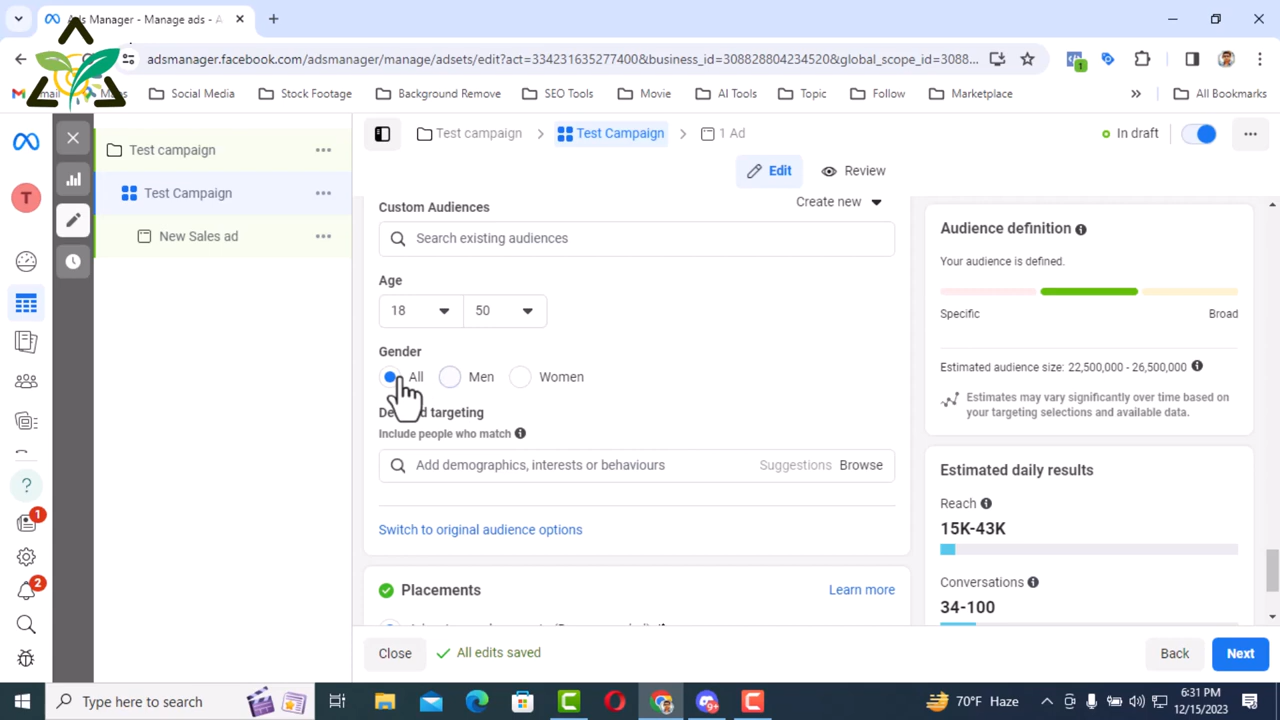 Ads Manager - Manage ads - A
adsmanager.facebook.com/adsmanager/manage/adsets/edit?act=334231635277400&business_id=308828804234520&global_scope_id=3088...
1
Social Media
Stock Footage
Background Remove
SEO Tools
Movie
AI Tools
Topic
Follow
Marketplace
All Bookmarks
Test campaign
Test Campaign
1 Ad
In draft
Test campaign
Edit
Review
T
Test Campaign
New Sales ad
Custom Audiences
Create new
Search existing audiences
Age
18
50
Gender
All
Men
Women
targeting
Include people who match
Add demographics, interests or behaviours
Suggestions
Browse
Switch to original audience options
Placements
Learn more
Audience definition
Your audience is defined.
Specific
Broad
Estimated audience size: 22,500,000 - 26,500,000
Estimates may vary significantly over time based on
your targeting selections and available data.
Estimated daily results
Reach
15K-43K
Conversations
34-100
1
2
Close
All edits saved
Back
Next
Type here to search
70°F Haze
6:31 PM
12/15/2023